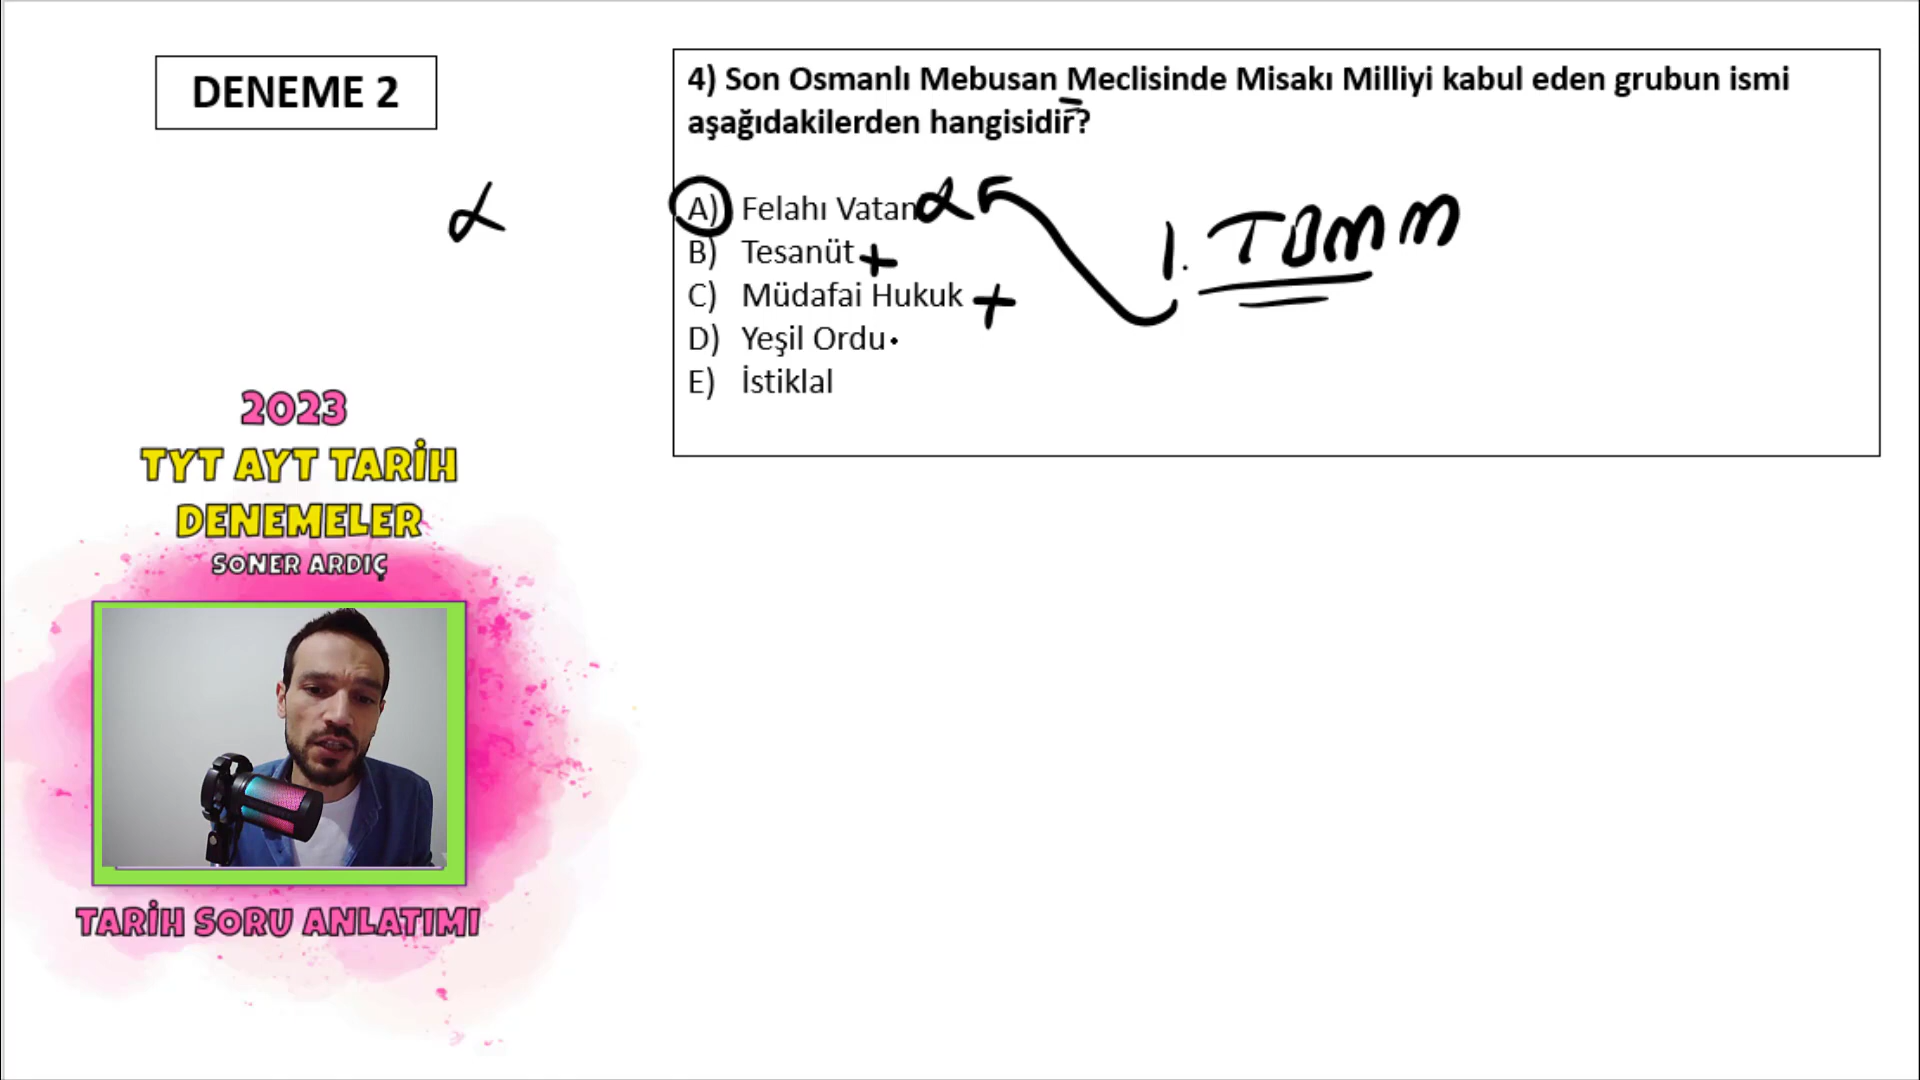 DENEME 2
4) Son Osmanlı Mebusan Meclisinde Misakı Milliyi kabul eden grubun ismi
aşağıdakilerden hangisidir?
A) Felahı Vatan
B) Tesanüt +
C) Müdafai Hukuk +
D) Yeşil Ordu
E) İstiklal
1. TBMM
2023
TYT AYT TARİH
DENEMELER
SONER ARDIÇ
TARİH SORU ANLATIMI